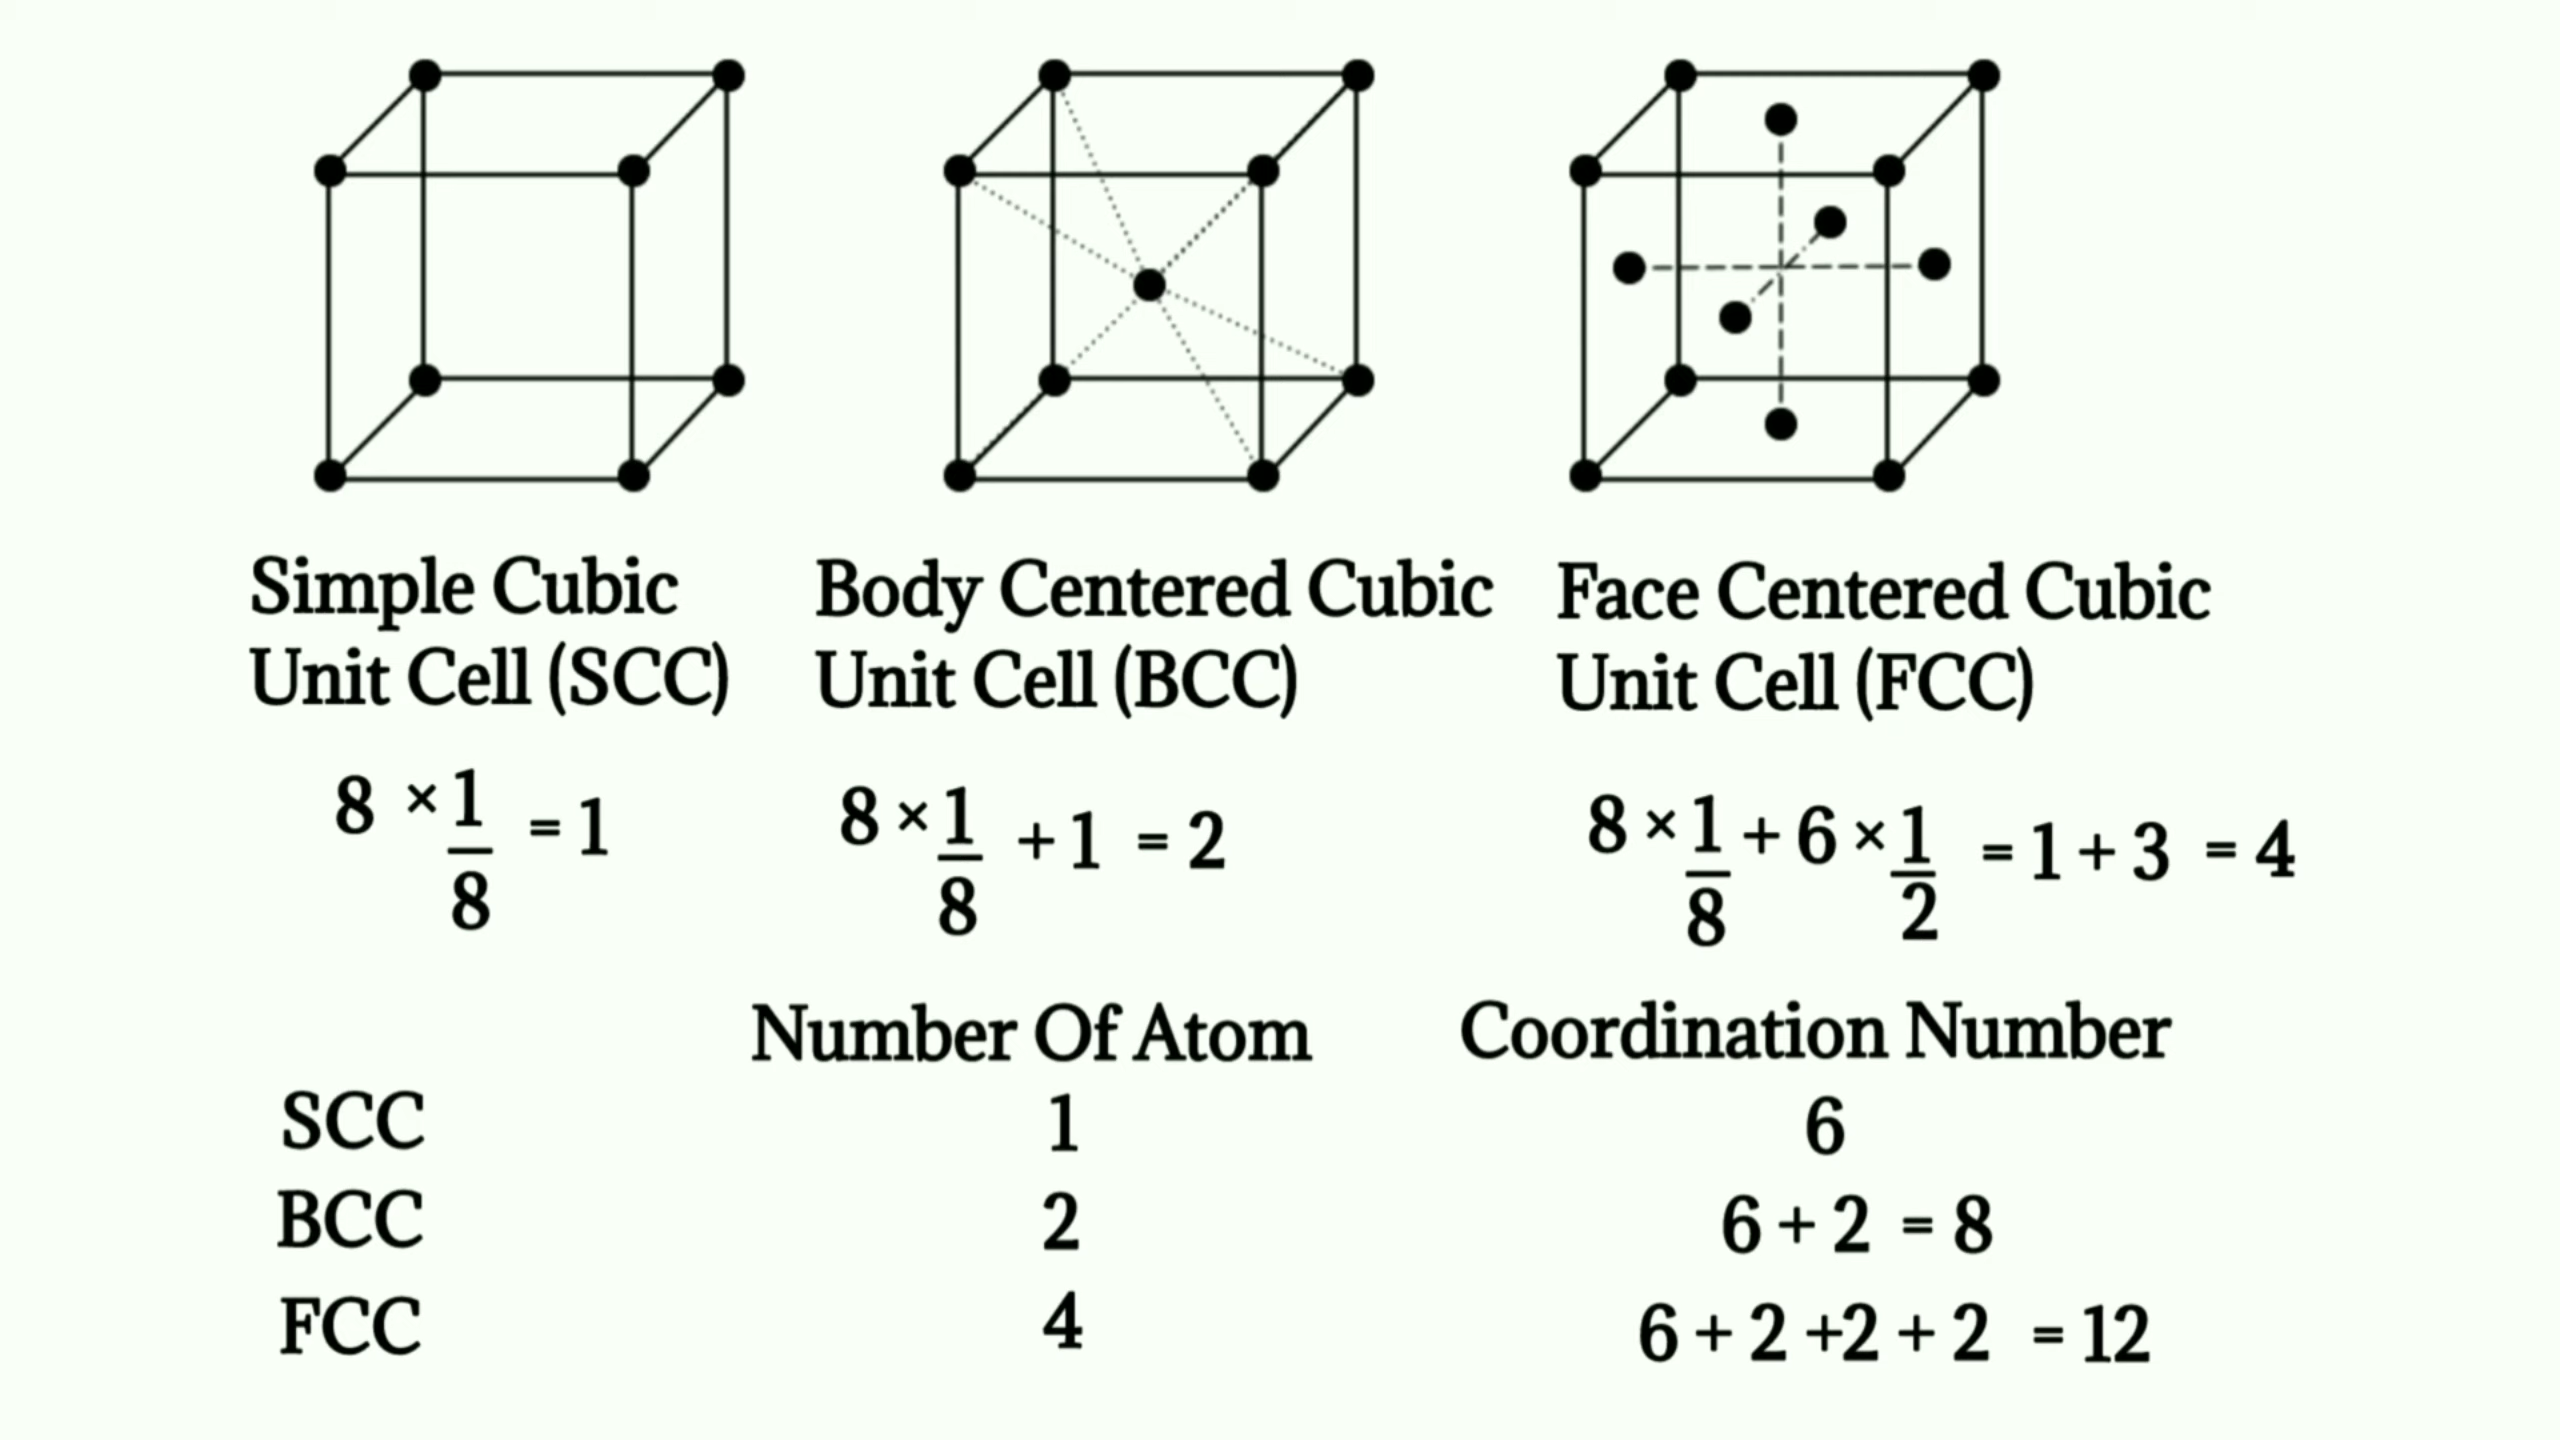 Simple Cubic
Unit Cell (SCC)
Body Centered Cubic
Unit Cell (BCC)
Face Centered Cubic
Unit Cell (FCC)
8 × 1/8 = 1
8 × 1/8 + 1 = 2
8 × 1/8 + 6 × 1/2 = 1 + 3 = 4
Number Of Atom Coordination Number
SCC 1 6
BCC 2 6 + 2 = 8
FCC 4 6 + 2 +2 + 2 = 12